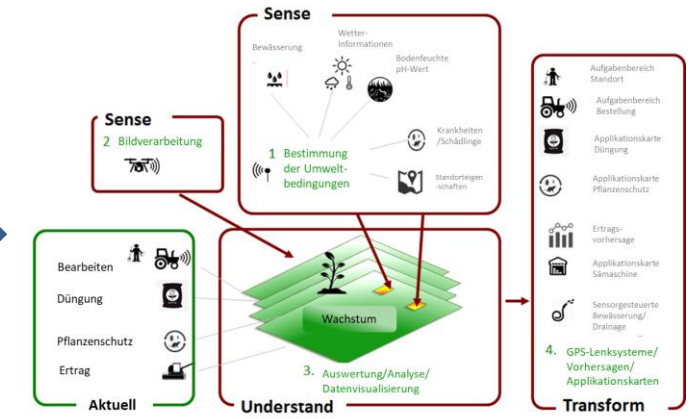 Sense
Bewässerung
Wetter-
informationen
Bodenfeuchte
pH-Wert
Krankheiten
/Schädlinge
Standorteigen
-schaften
1 Bestimmung
der Umwelt-
bedingungen
Sense
2 Bildverarbeitung
Bearbeiten
Düngung
Pflanzenschutz
Ertrag
Aktuell
Wachstum
3. Auswertung/Analyse/
Datenvisualisierung
Understand
Aufgabenbereich
Standort
Aufgabenbereich
Bestellung
Applikationskarte
Düngung
Applikationskarte
Pflanzenschutz
Ertrags-
vorhersage
Applikationskarte
Sämaschine
Sensorgesteuerte
Bewässerung/
Drainage
4. GPS-Lenksysteme/
Vorhersagen/
Applikationskarten
Transform